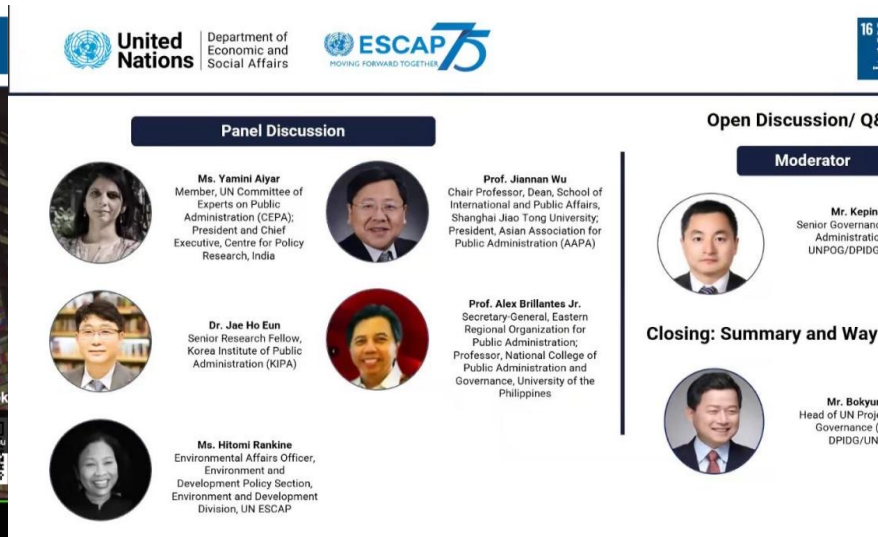 United Nations
Department of
Economic and
Social Affairs
ESCAP 75
MOVING FORWARD TOGETHER
16
Panel Discussion
Ms. Yamini Aiyar
Member, UN Committee of
Experts on Public
Administration (CEPA);
President and Chief
Executive, Centre for Policy
Research, India
Prof. Jiannan Wu
Chair Professor, Dean, School of
International and Public Affairs,
Shanghai Jiao Tong University;
President, Asian Association for
Public Administration (AAPA)
Dr. Jae Ho Eun
Senior Research Fellow,
Korea Institute of Public
Administration (KIPA)
Prof. Alex Brillantes Jr.
Secretary-General, Eastern
Regional Organization for
Public Administration;
Professor, National College of
Public Administration and
Governance, University of the
Philippines
Ms. Hitomi Rankine
Environmental Affairs Officer,
Environment and
Development Policy Section,
Environment and Development
Division, UN ESCAP
Open Discussion/ Q&
Moderator
Mr. Kepin
Senior Governanc
Administratio
UNPOG/DPIDG
Closing: Summary and Way
Mr. Bokyun
Head of UN Proje
Governance (
DPIDG/UN